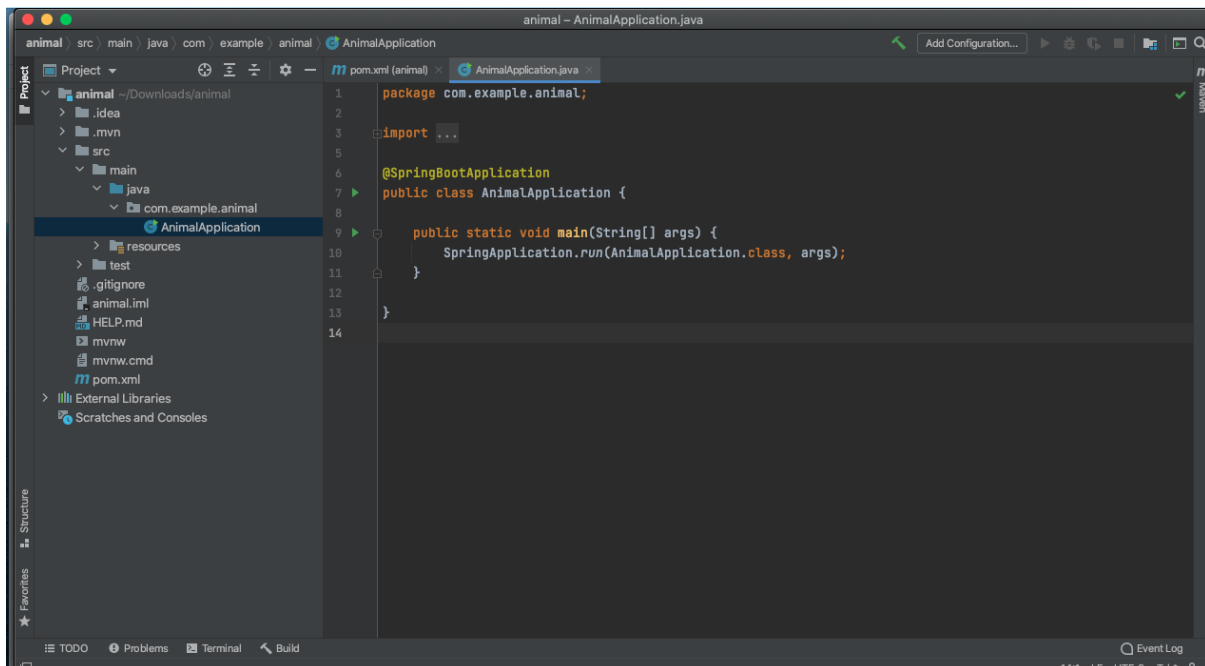 animal – AnimalApplication.java
animal src main java com example animal AnimalApplication
Add Configuration...
Project
Project
pom.xml (animal)
AnimalApplication.java
Maven
animal ~/Downloads/animal
.idea
.mvn
src
main
java
com.example.animal
AnimalApplication
resources
test
.gitignore
animal.iml
HELP.md
mvnw
mvnw.cmd
pom.xml
External Libraries
Scratches and Consoles
1 package com.example.animal;
2
3 import ...
5
6 @SpringBootApplication
7 public class AnimalApplication {
8
9 public static void main(String[] args) {
10 SpringApplication.run(AnimalApplication.class, args);
11 }
12
13 }
14
Structure
Favorites
TODO Problems Terminal Build
Event Log